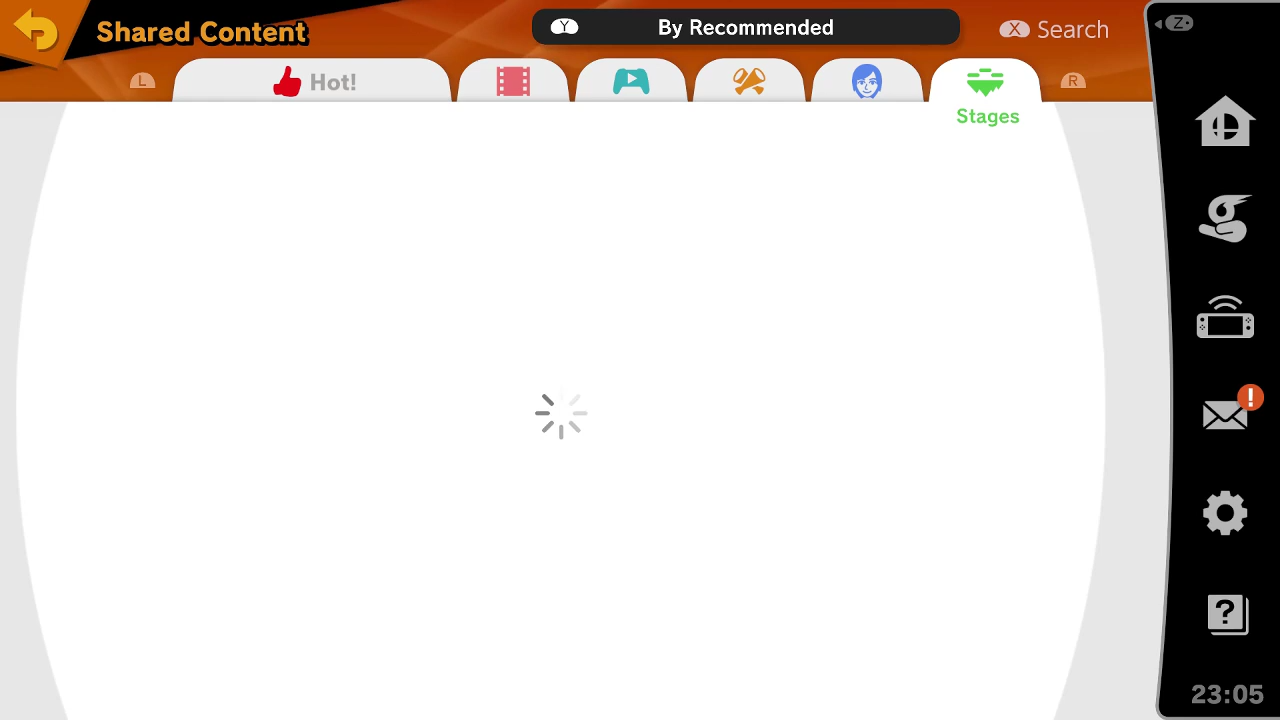 Shared Content
Y By Recommended
X Search
L Hot! R
Stages
Z
!
?
23:05